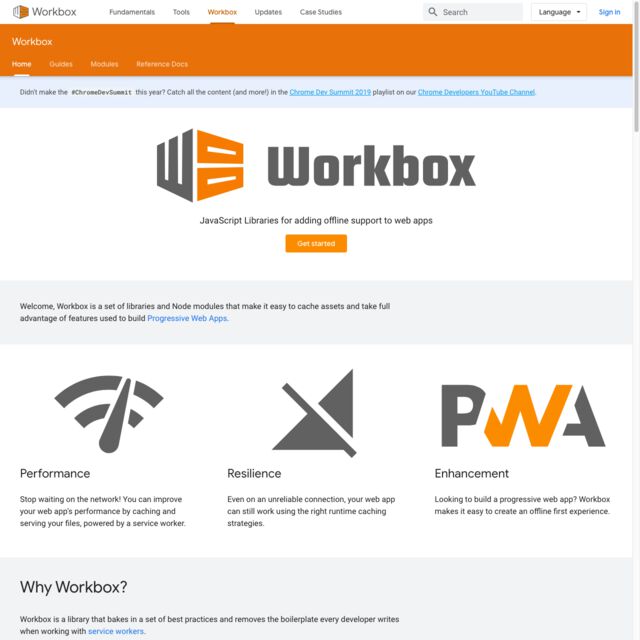 Workbox Fundamentals Tools Workbox Updates Case Studies Search Language Sign in
Workbox
Home Guides Modules Reference Docs
Didn't make the #ChromeDevSummit this year? Catch all the content (and more!) in the Chrome Dev Summit 2019 playlist on our Chrome Developers YouTube Channel.
Workbox
JavaScript Libraries for adding offline support to web apps
Get started
Welcome, Workbox is a set of libraries and Node modules that make it easy to cache assets and take full
advantage of features used to build Progressive Web Apps.
PWA
Performance
Stop waiting on the network! You can improve
your web app's performance by caching and
serving your files, powered by a service worker.
Resilience
Even on an unreliable connection, your web app
can still work using the right runtime caching
strategies.
Enhancement
Looking to build a progressive web app? Workbox
makes it easy to create an offline first experience.
Why Workbox?
Workbox is a library that bakes in a set of best practices and removes the boilerplate every developer writes
when working with service workers.